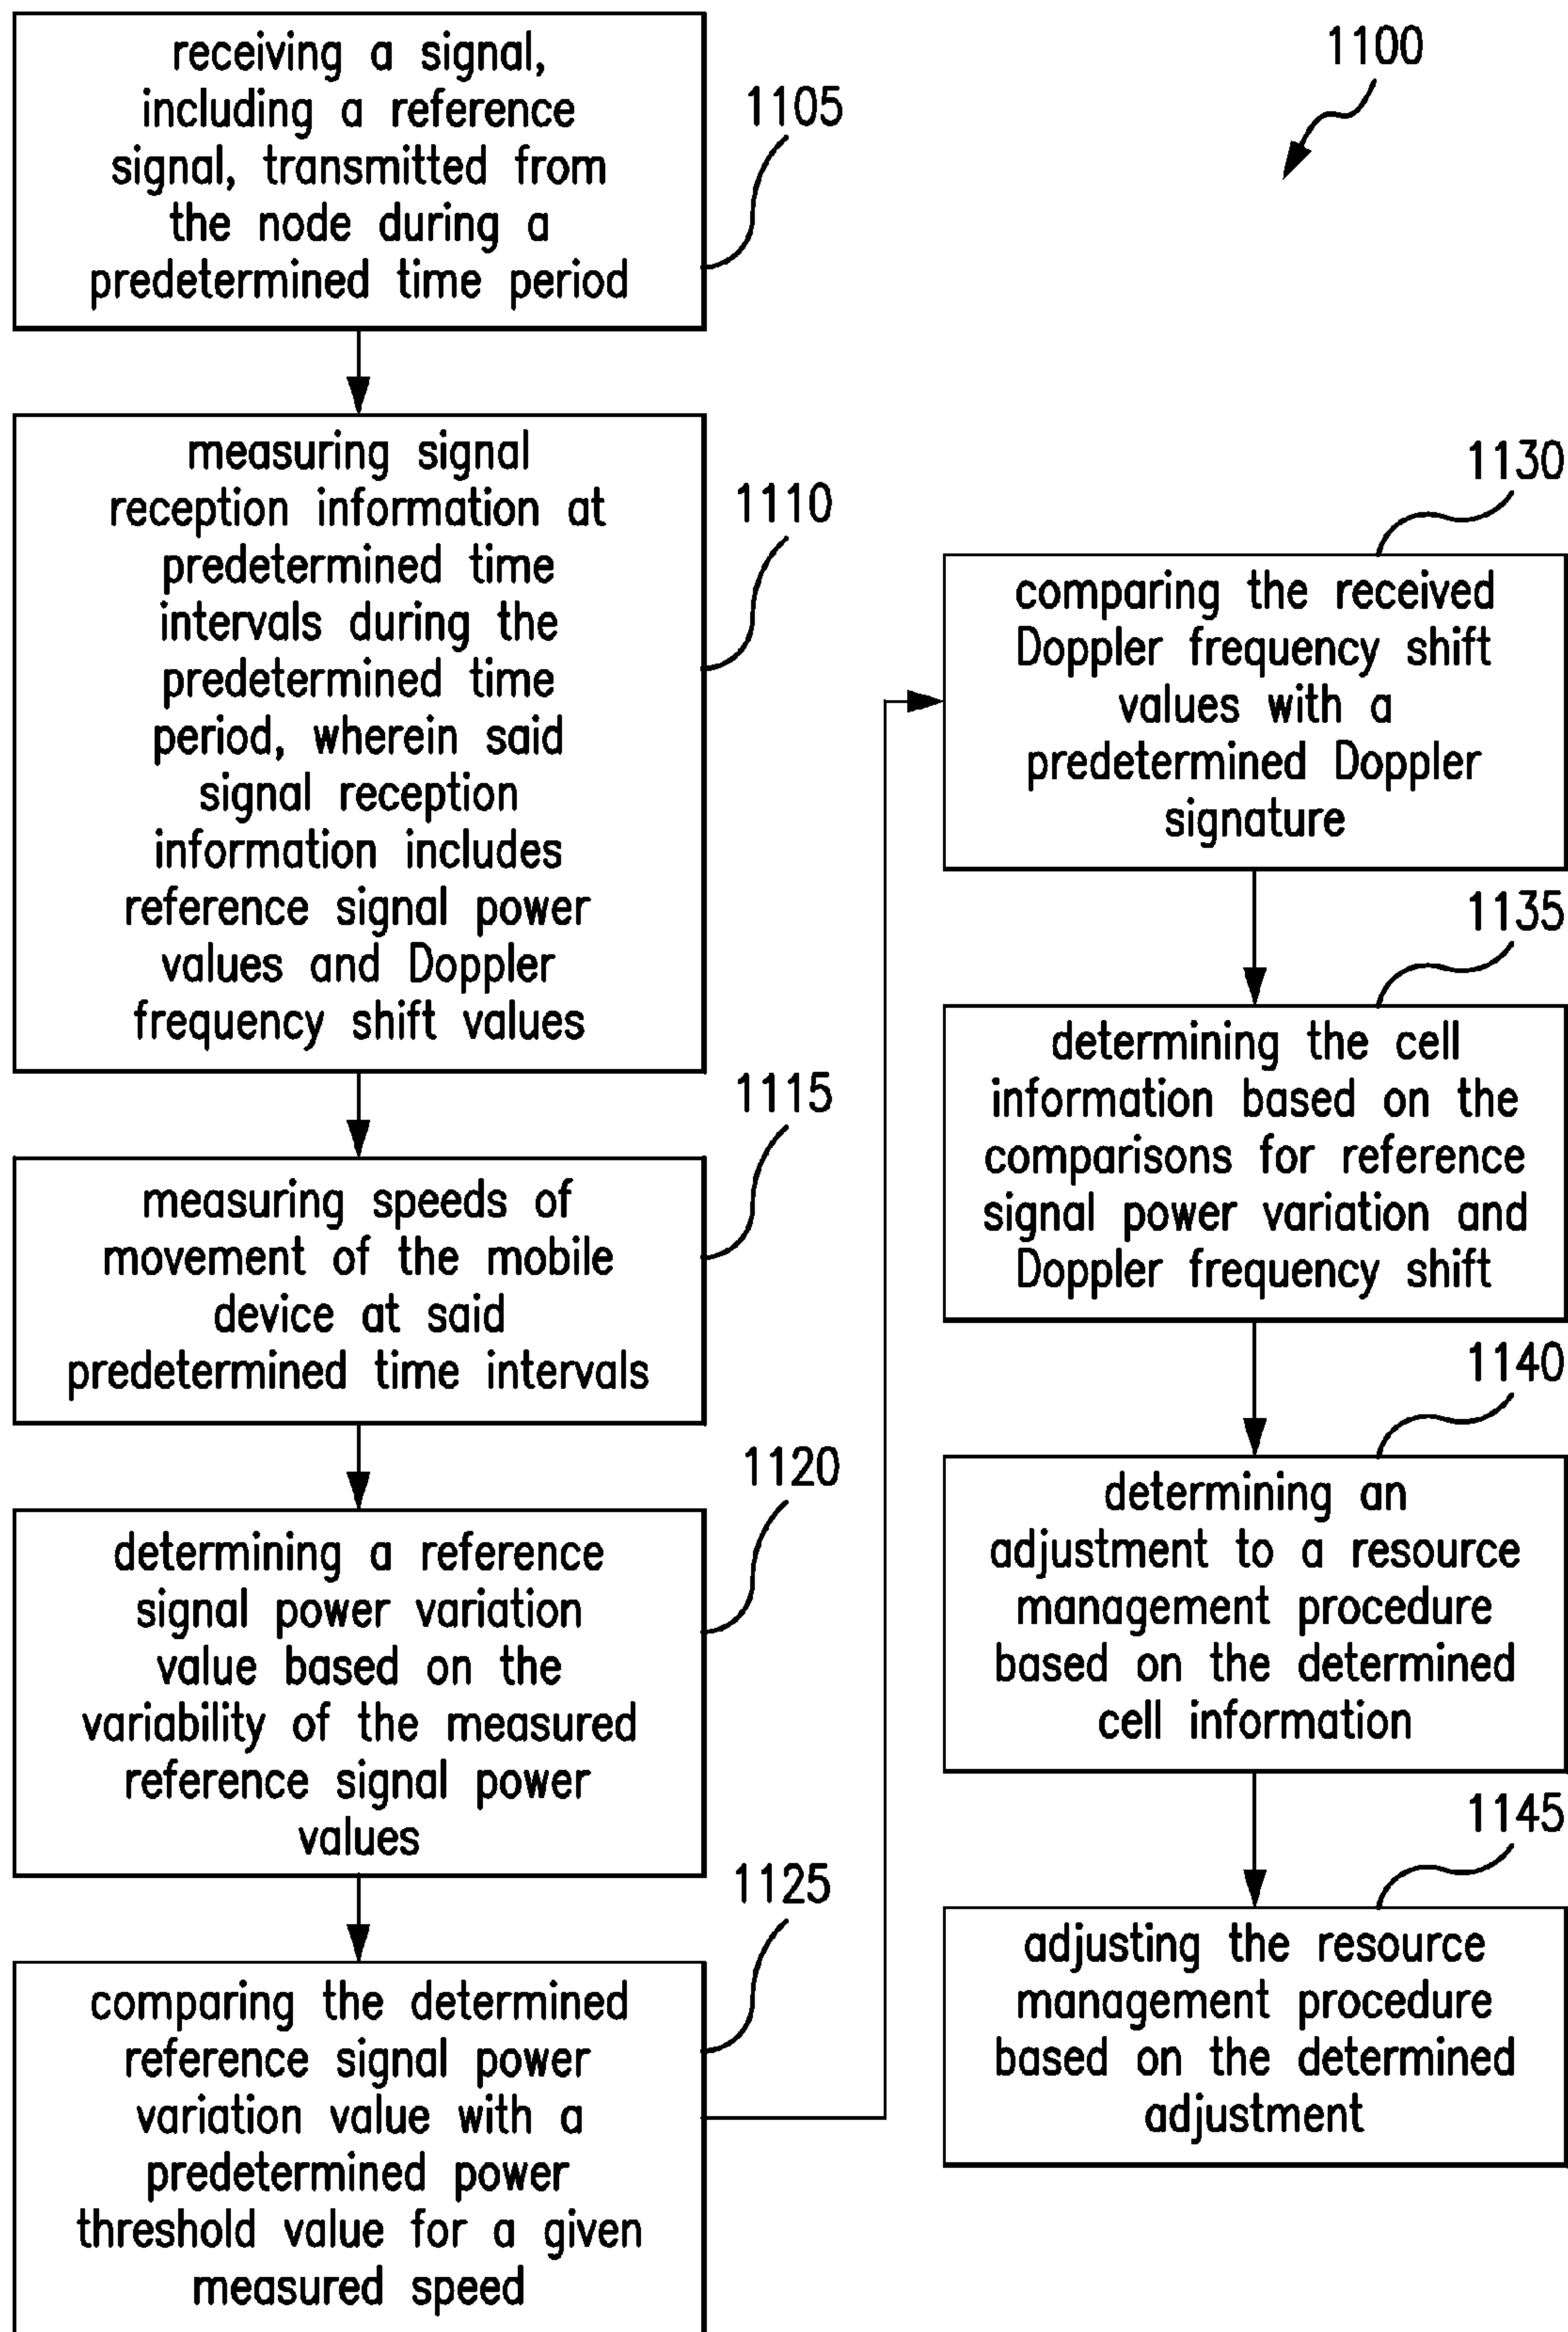 1100
receiving a signal,
including a reference
signal, transmitted from
the node during a
predetermined time period
1105
measuring signal
reception information at
predetermined time
intervals during the
predetermined time
period, wherein said
signal reception
information includes
reference signal power
values and Doppler
frequency shift values
1110
measuring speeds of
movement of the mobile
device at said
predetermined time intervals
1115
determining a reference
signal power variation
value based on the
variability of the measured
reference signal power
values
1120
comparing the determined
reference signal power
variation value with a
predetermined power
threshold value for a given
measured speed
1125
1130
comparing the received
Doppler frequency shift
values with a
predetermined Doppler
signature
1135
determining the cell
information based on the
comparisons for reference
signal power variation and
Doppler frequency shift
1140
determining an
adjustment to a resource
management procedure
based on the determined
cell information
1145
adjusting the resource
management procedure
based on the determined
adjustment